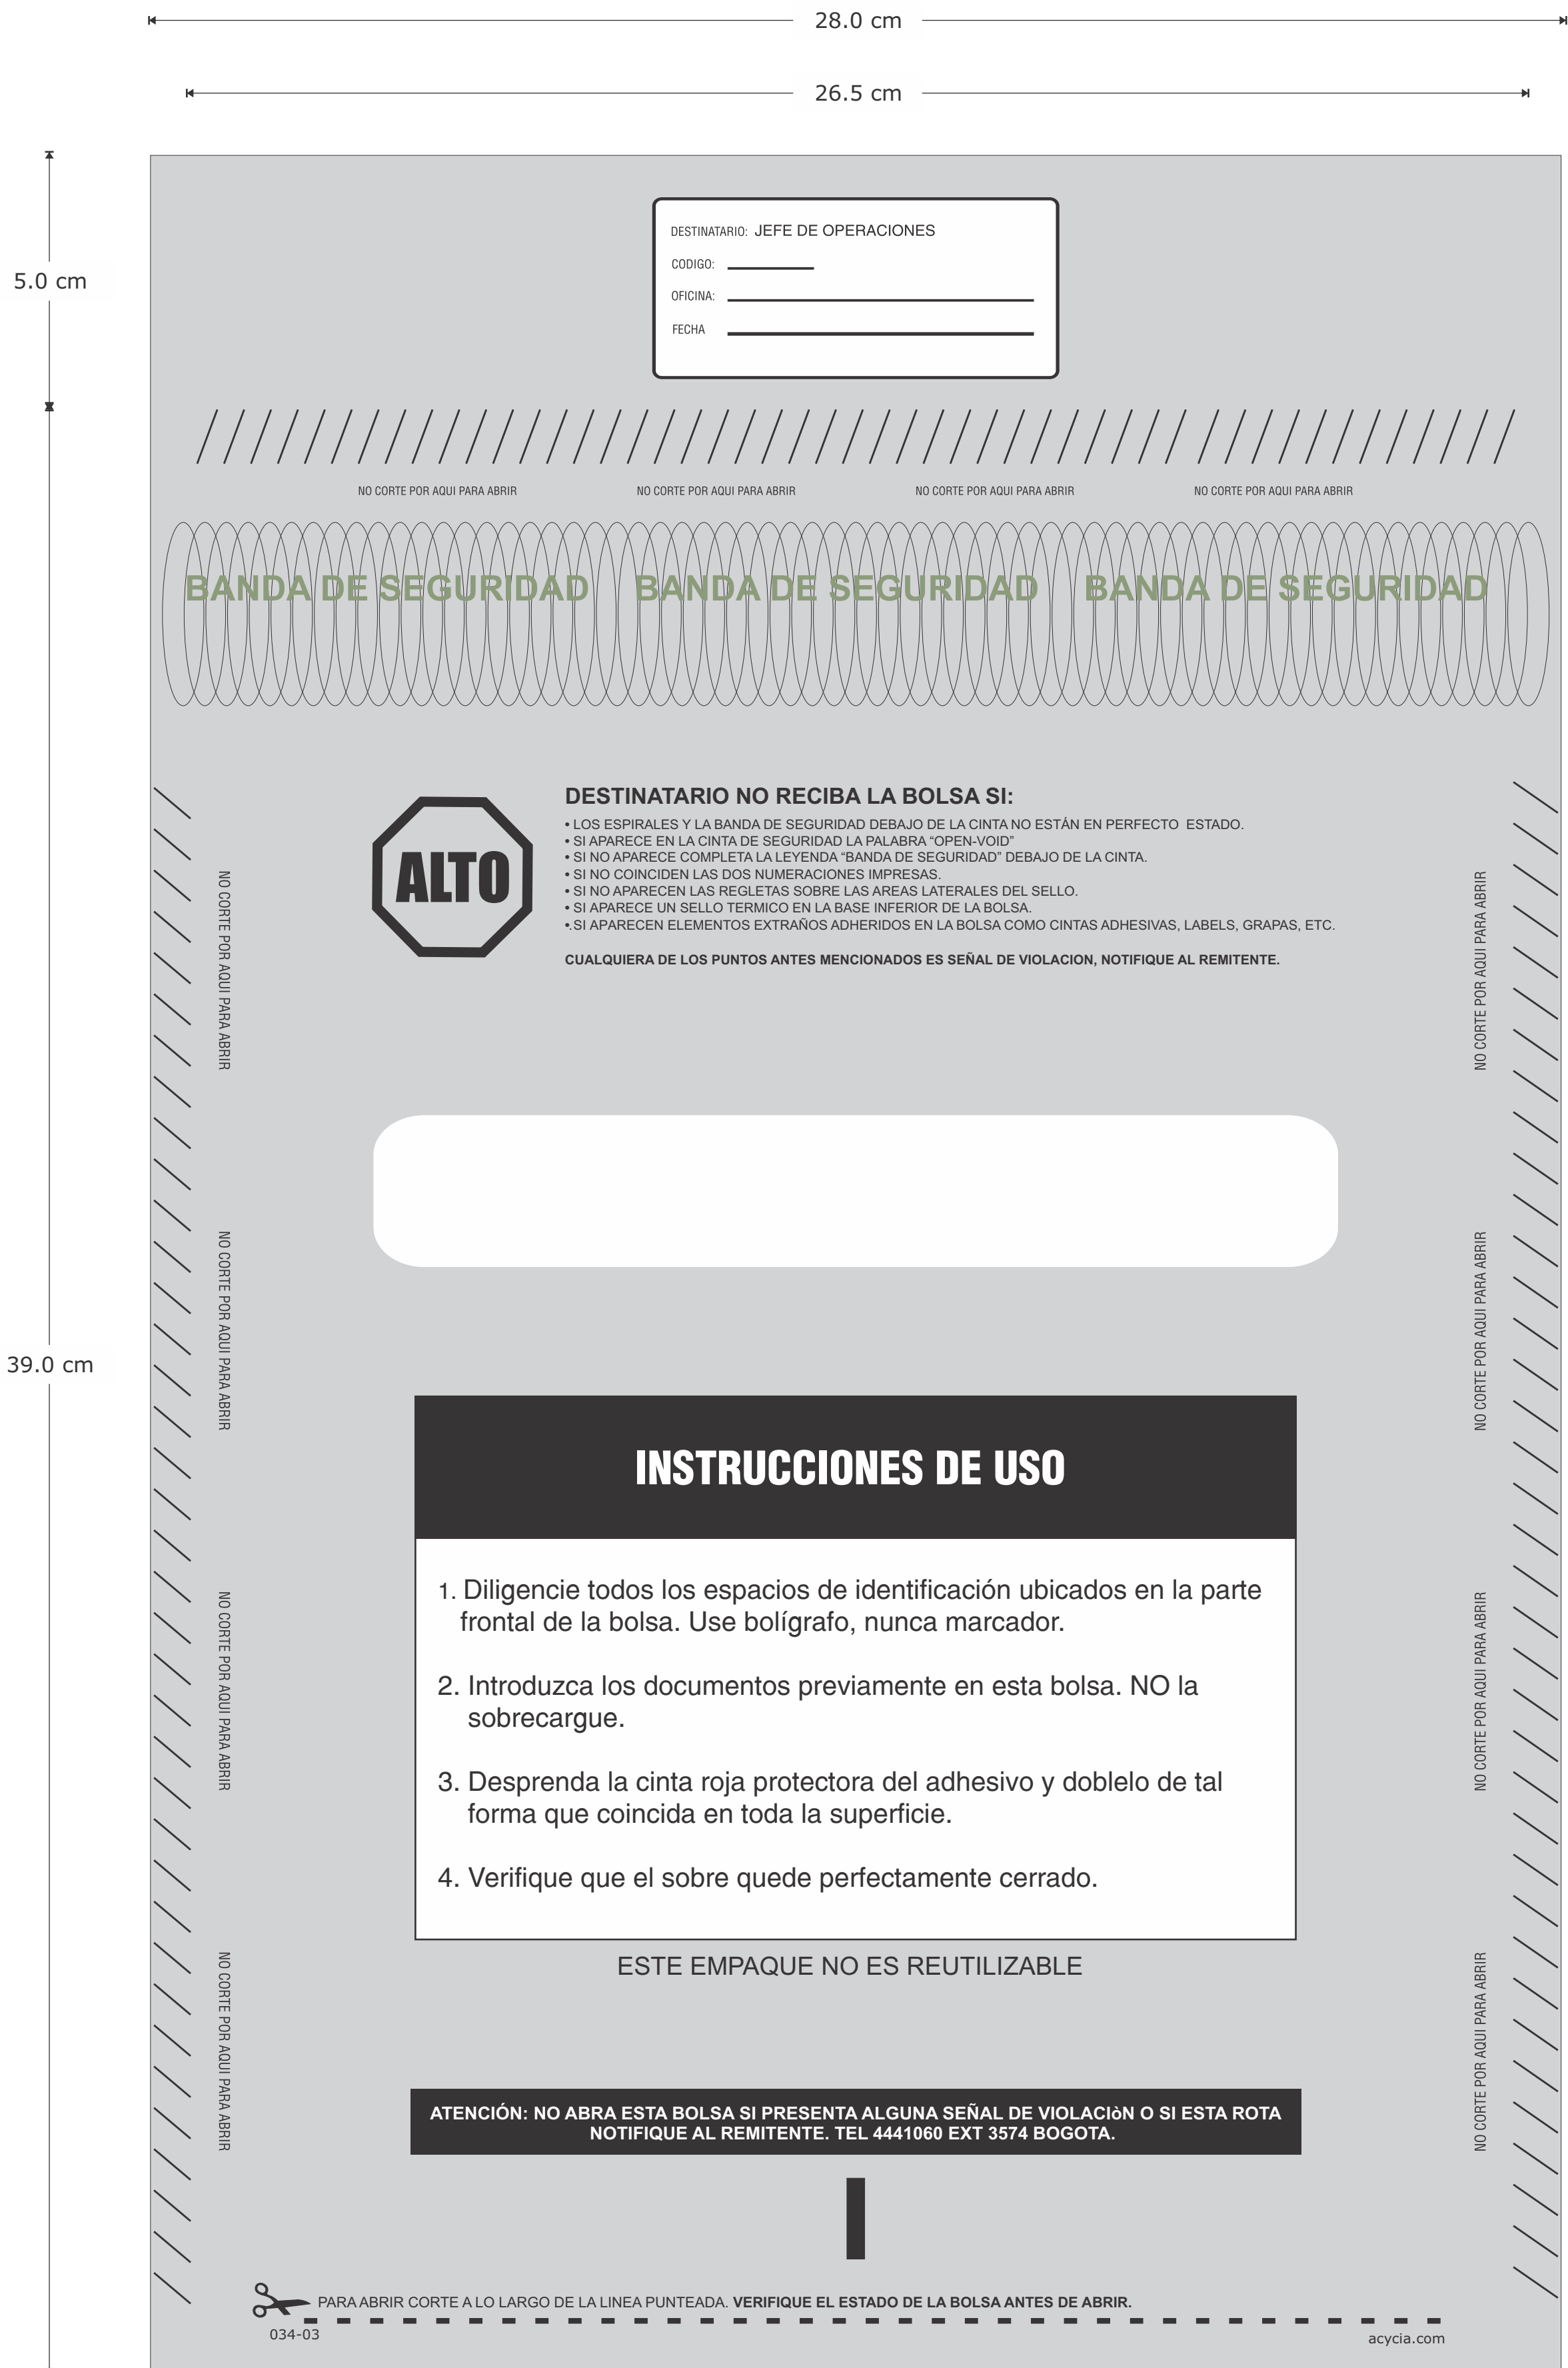 28.0 cm
26.5 cm
5.0 cm
DESTINATARIO: JEFE DE OPERACIONES
CODIGO:
OFICINA:
FECHA
NO CORTE POR AQUI PARA ABRIR NO CORTE POR AQUI PARA ABRIR NO CORTE POR AQUI PARA ABRIR NO CORTE POR AQUI PARA ABRIR
BANDA DE SEGURIDAD BANDA DE SEGURIDAD BANDA DE SEGURIDAD
ALTO
DESTINATARIO NO RECIBA LA BOLSA SI:
• LOS ESPIRALES Y LA BANDA DE SEGURIDAD DEBAJO DE LA CINTA NO ESTÁN EN PERFECTO ESTADO.
• SI APARECE EN LA CINTA DE SEGURIDAD LA PALABRA “OPEN-VOID”
• SI NO APARECE COMPLETA LA LEYENDA “BANDA DE SEGURIDAD” DEBAJO DE LA CINTA.
• SI NO COINCIDEN LAS DOS NUMERACIONES IMPRESAS.
• SI NO APARECEN LAS REGLETAS SOBRE LAS AREAS LATERALES DEL SELLO.
• SI APARECE UN SELLO TERMICO EN LA BASE INFERIOR DE LA BOLSA.
•.SI APARECEN ELEMENTOS EXTRAÑOS ADHERIDOS EN LA BOLSA COMO CINTAS ADHESIVAS, LABELS, GRAPAS, ETC.
CUALQUIERA DE LOS PUNTOS ANTES MENCIONADOS ES SEÑAL DE VIOLACION, NOTIFIQUE AL REMITENTE.
NO CORTE POR AQUI PARA ABRIR
NO CORTE POR AQUI PARA ABRIR
NO CORTE POR AQUI PARA ABRIR
NO CORTE POR AQUI PARA ABRIR
NO CORTE POR AQUI PARA ABRIR
NO CORTE POR AQUI PARA ABRIR
NO CORTE POR AQUI PARA ABRIR
NO CORTE POR AQUI PARA ABRIR
39.0 cm
INSTRUCCIONES DE USO
1. Diligencie todos los espacios de identificación ubicados en la parte
frontal de la bolsa. Use bolígrafo, nunca marcador.
2. Introduzca los documentos previamente en esta bolsa. NO la
sobrecargue.
3. Desprenda la cinta roja protectora del adhesivo y doblelo de tal
forma que coincida en toda la superficie.
4. Verifique que el sobre quede perfectamente cerrado.
ESTE EMPAQUE NO ES REUTILIZABLE
ATENCIÓN: NO ABRA ESTA BOLSA SI PRESENTA ALGUNA SEÑAL DE VIOLACIòN O SI ESTA ROTA
NOTIFIQUE AL REMITENTE. TEL 4441060 EXT 3574 BOGOTA.
PARA ABRIR CORTE A LO LARGO DE LA LINEA PUNTEADA. VERIFIQUE EL ESTADO DE LA BOLSA ANTES DE ABRIR.
034-03
acycia.com